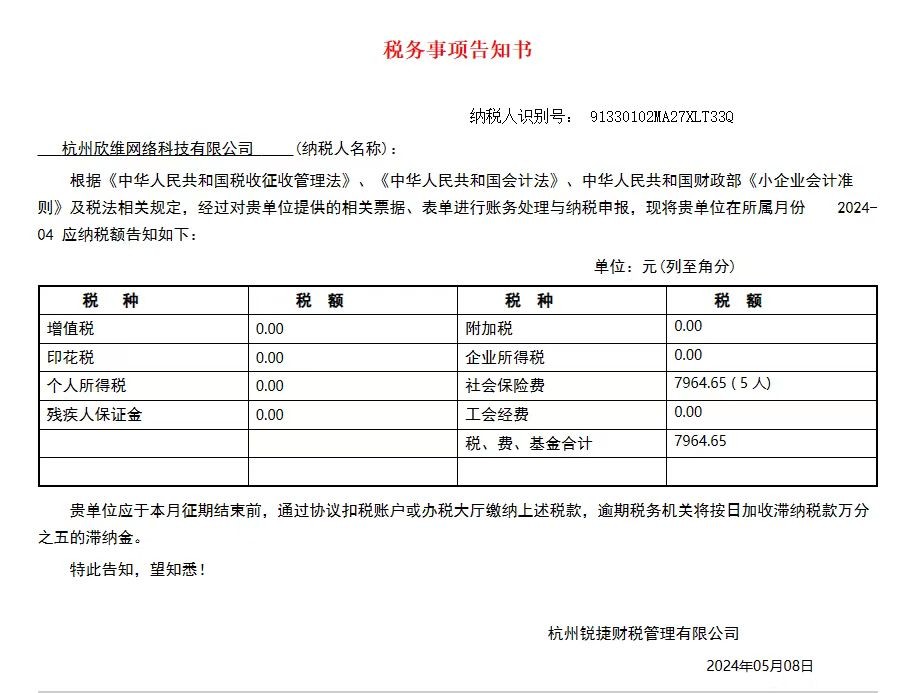 税务事项告知书
纳税人识别号： 91330102MA27XLT33Q
杭州欣维网络科技有限公司 (纳税人名称)：
根据《中华人民共和国税收征收管理法》、《中华人民共和国会计法》、中华人民共和国财政部《小企业会计准
则》及税法相关规定，经过对贵单位提供的相关票据、表单进行账务处理与纳税申报，现将贵单位在所属月份 2024-
04 应纳税额告知如下：
单位：元(列至角分)
税 种 税 额 税 种 税 额
增值税 0.00 附加税 0.00
印花税 0.00 企业所得税 0.00
个人所得税 0.00 社会保险费 7964.65 ( 5 人)
残疾人保证金 0.00 工会经费 0.00
税、费、基金合计 7964.65
贵单位应于本月征期结束前，通过协议扣税账户或办税大厅缴纳上述税款，逾期税务机关将按日加收滞纳税款万分
之五的滞纳金。
特此告知，望知悉！
杭州锐捷财税管理有限公司
2024年05月08日